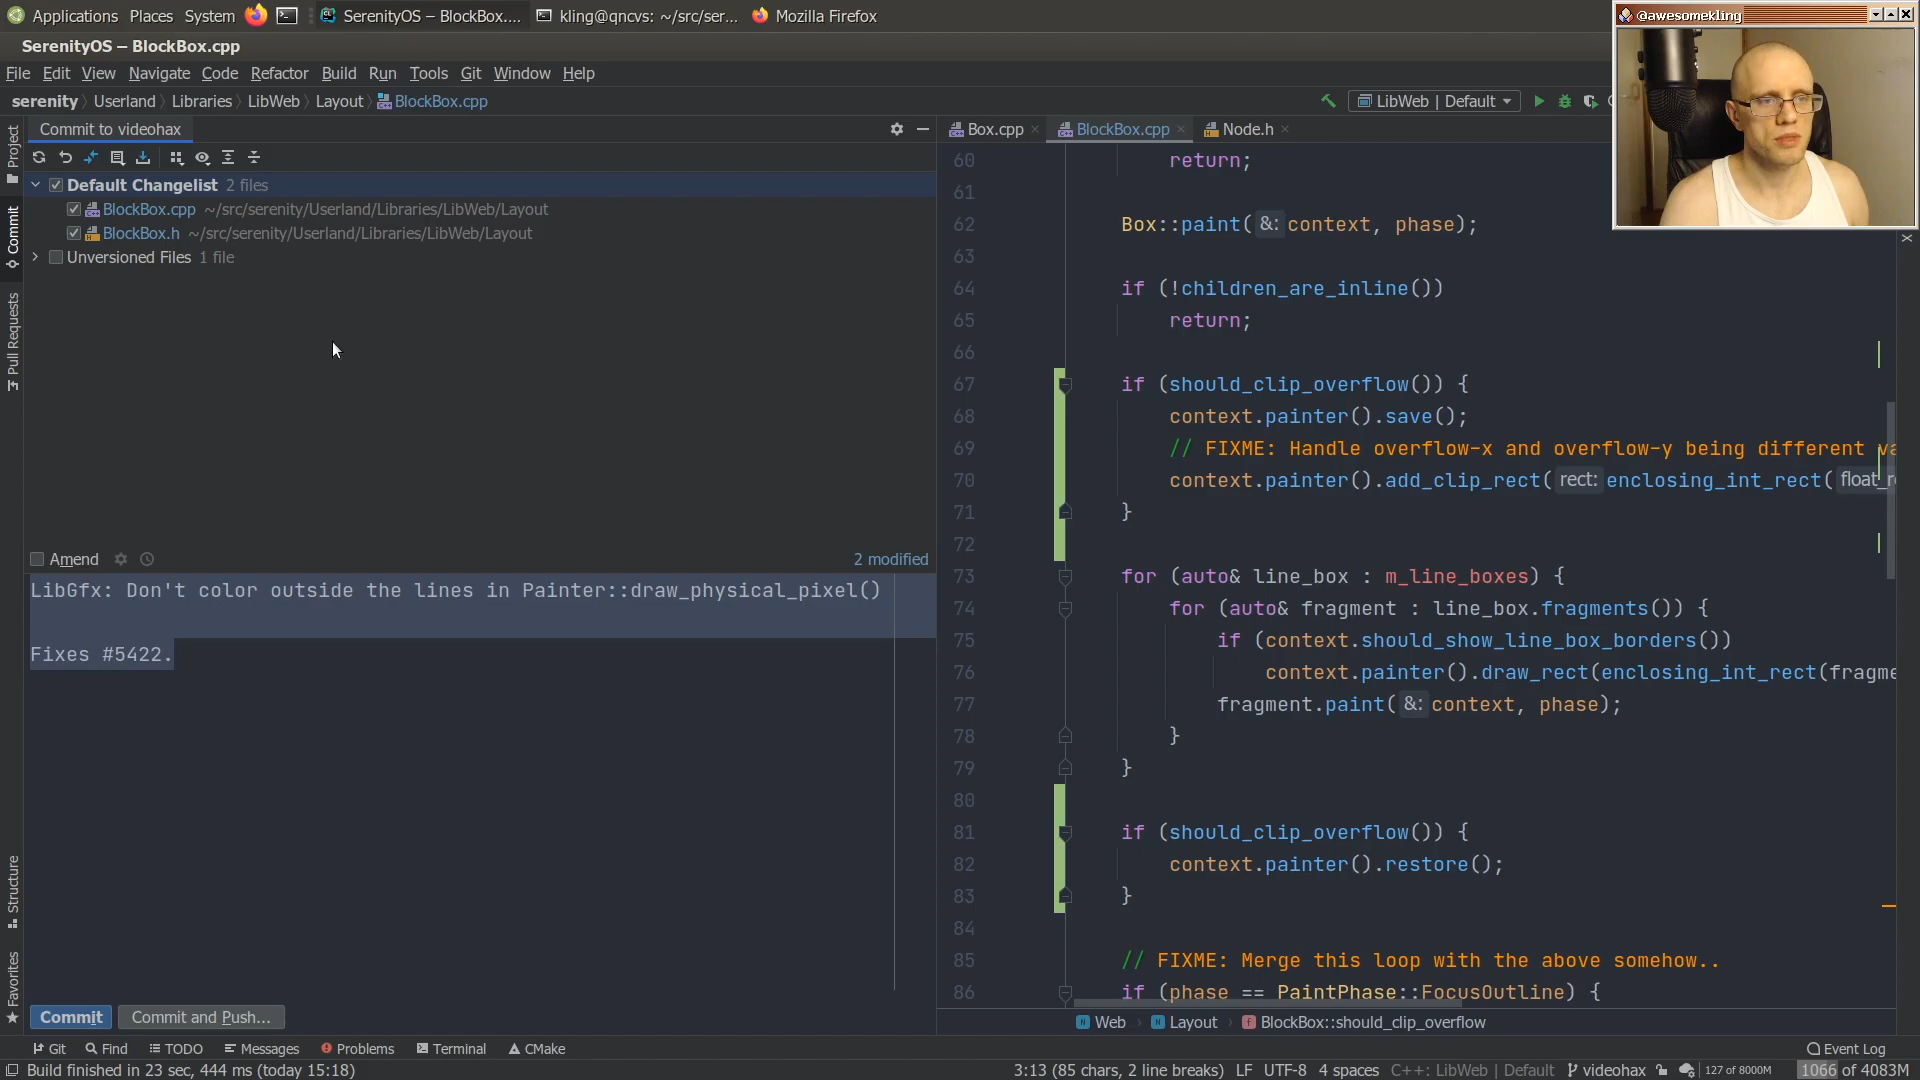 Applications Places System SerenityOS – BlockBox.... kling@qncvs: ~/src/ser... Mozilla Firefox
@awesomekling
SerenityOS – BlockBox.cpp
File Edit View Navigate Code Refactor Build Run Tools Git Window Help
serenity Userland Libraries LibWeb Layout BlockBox.cpp LibWeb | Default
Commit to videohax
Box.cpp BlockBox.cpp Node.h
Project
Commit
Pull Requests
Structure
Favorites
Default Changelist 2 files
BlockBox.cpp ~/src/serenity/Userland/Libraries/LibWeb/Layout
BlockBox.h ~/src/serenity/Userland/Libraries/LibWeb/Layout
Unversioned Files 1 file
Amend 2 modified
LibGfx: Don't color outside the lines in Painter::draw_physical_pixel()
Fixes #5422.
Commit Commit and Push...
60 return;
61
62 Box::paint( &: context, phase);
63
64 if (!children_are_inline())
65 return;
66
67 if (should_clip_overflow()) {
68 context.painter().save();
69 // FIXME: Handle overflow-x and overflow-y being different va
70 context.painter().add_clip_rect( rect: enclosing_int_rect( float_r
71 }
72
73 for (auto& line_box : m_line_boxes) {
74 for (auto& fragment : line_box.fragments()) {
75 if (context.should_show_line_box_borders())
76 context.painter().draw_rect(enclosing_int_rect(fragme
77 fragment.paint( &: context, phase);
78 }
79 }
80
81 if (should_clip_overflow()) {
82 context.painter().restore();
83 }
84
85 // FIXME: Merge this loop with the above somehow..
86 if (phase == PaintPhase::FocusOutline) {
Web Layout BlockBox::should_clip_overflow
Git Find TODO Messages Problems Terminal CMake Event Log
Build finished in 23 sec, 444 ms (today 15:18) 3:13 (85 chars, 2 line breaks) LF UTF-8 4 spaces C++: LibWeb | Default videohax 127 of 8000M 1066 of 4083M